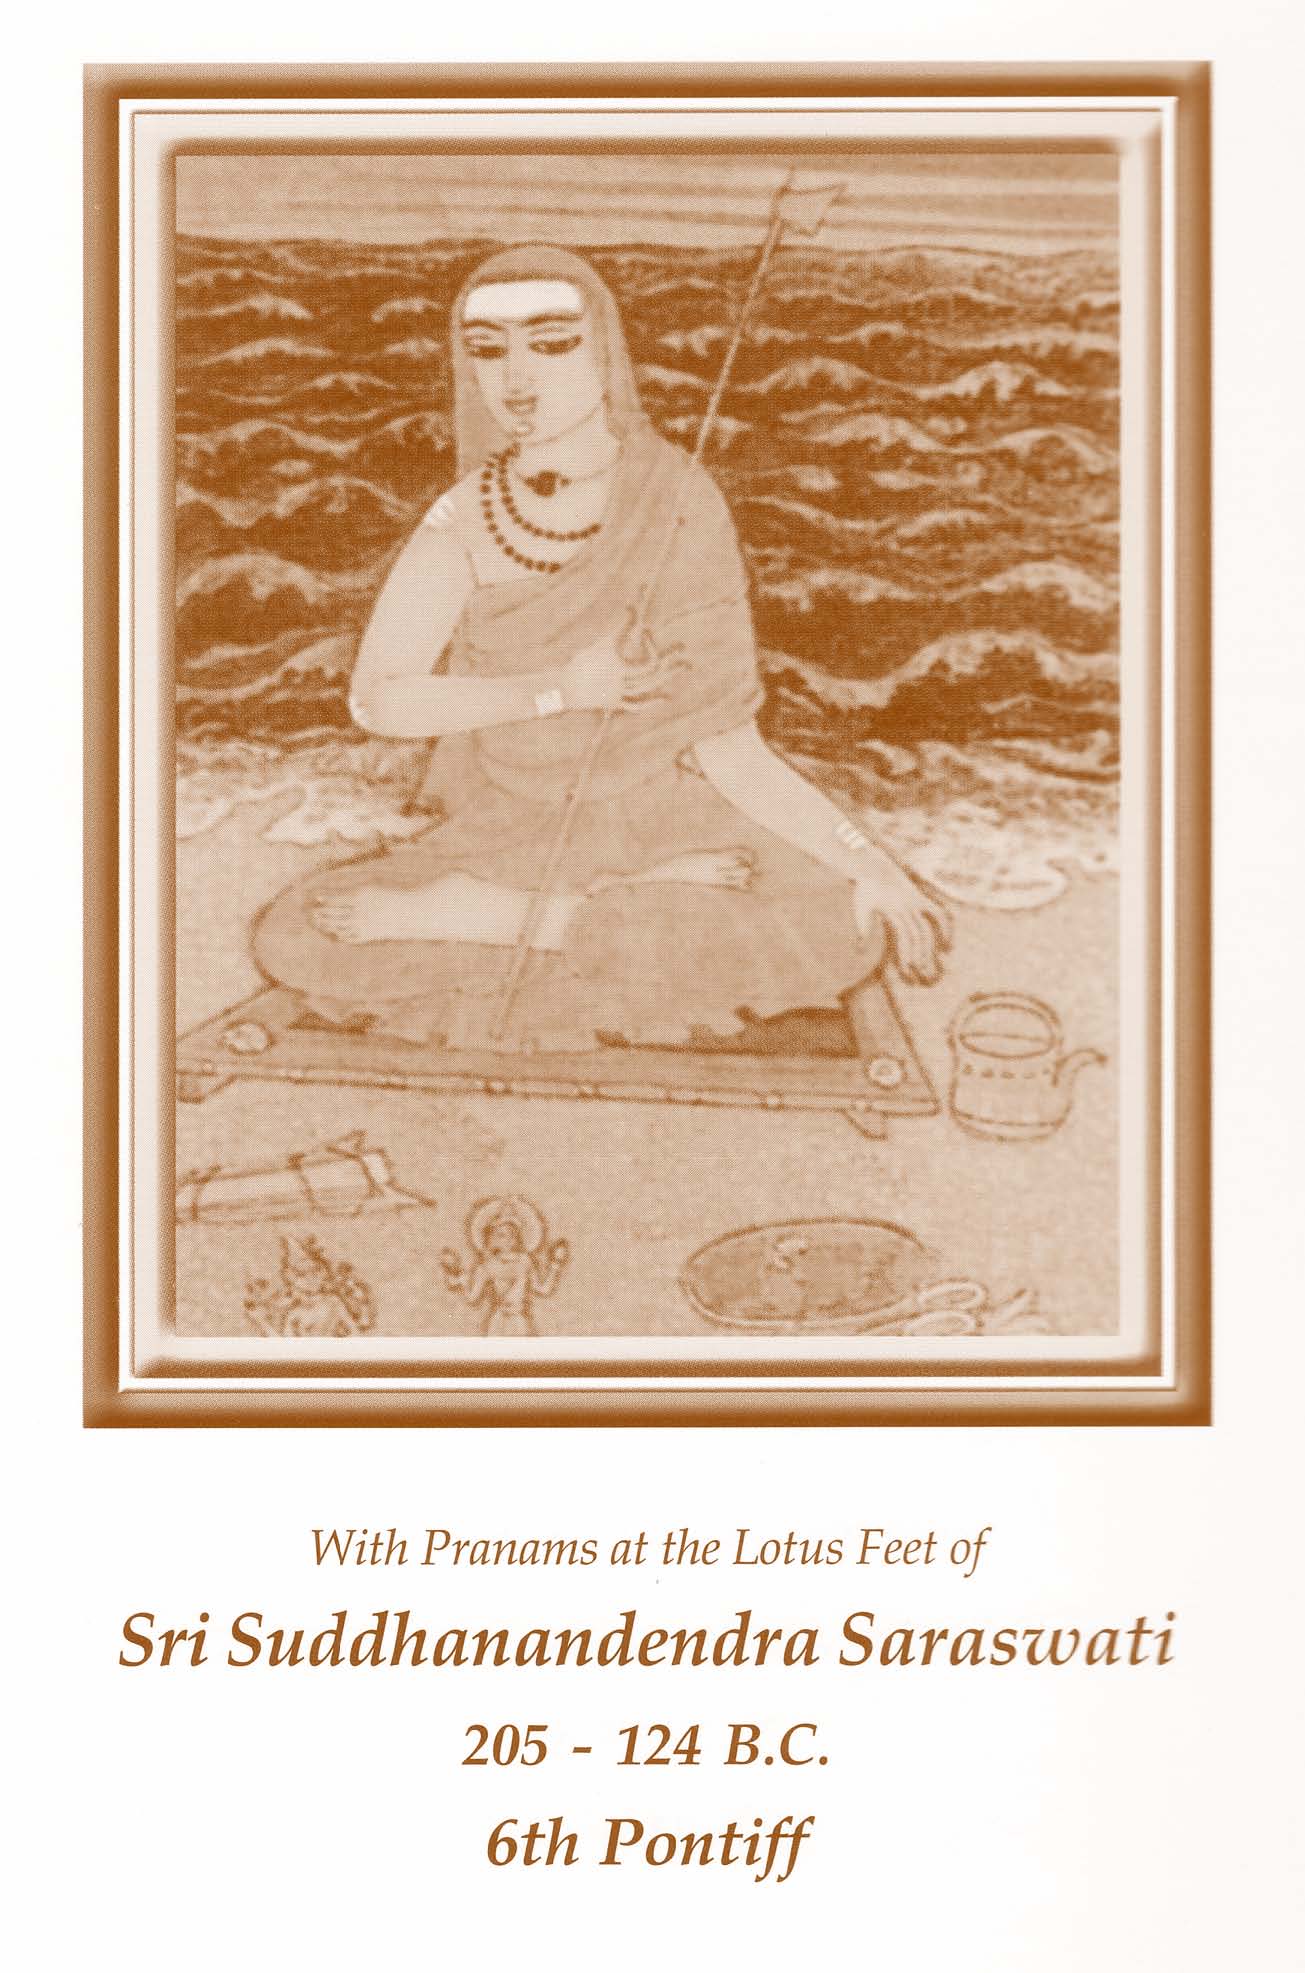 With Pranams at the Lotus Feet of
Sri Suddhanandendra Saraswati
205 - 124 B.C.
6th Pontiff